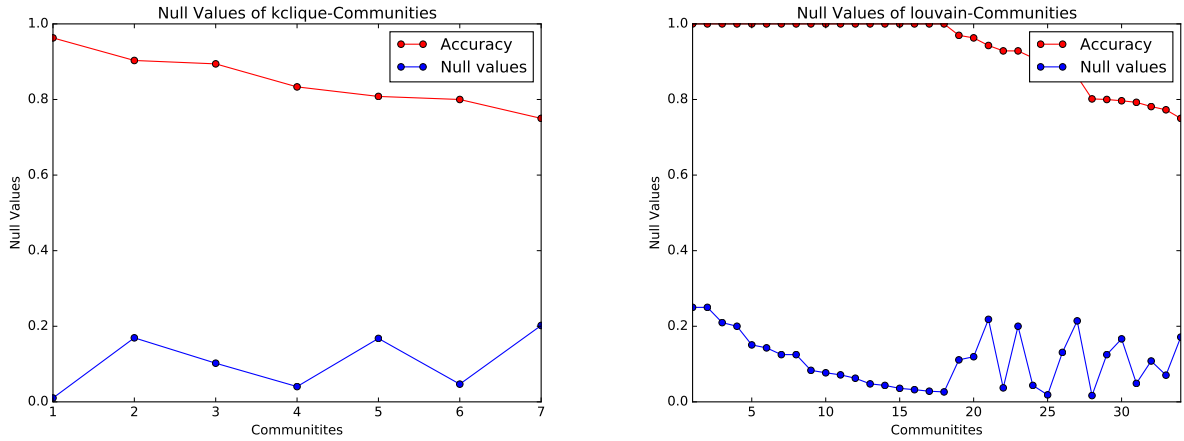 Null Values of kclique-Communities
1.0
0.8
0.6
0.4
0.2
0.0
Null Values
Accuracy
Null values
1 2 3 4 5 6 7
Communitites
Null Values of louvain-Communities
1.0
0.8
0.6
0.4
0.2
0.0
Null Values
Accuracy
Null values
5 10 15 20 25 30
Communitites